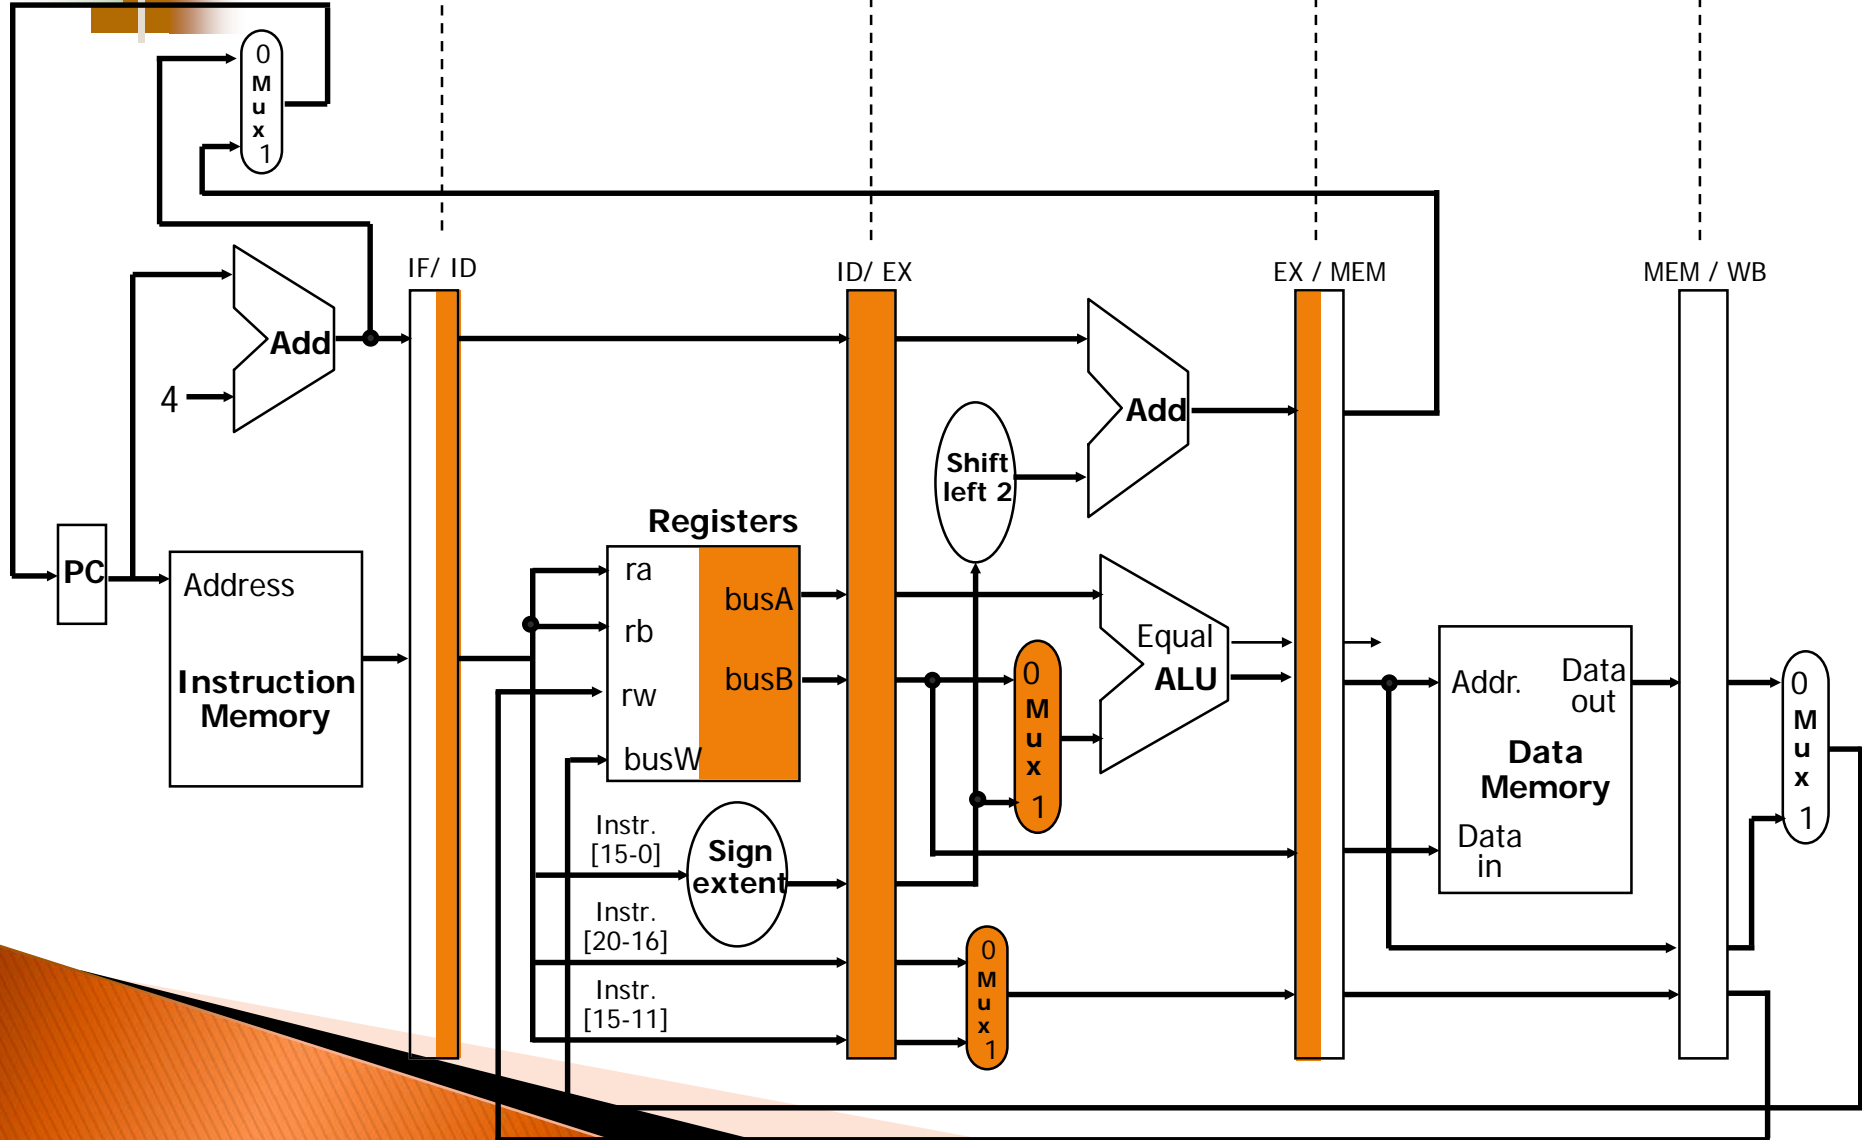 0
M
u
x
1
IF/ ID
ID/ EX
EX / MEM
MEM / WB
Add
4
Add
Shift
left 2
Registers
PC
Address
Instruction
Memory
ra
rb
rw
busW
busA
busB
Equal
ALU
0
M
u
x
1
Addr.
Data
out
Data
Memory
Data
in
0
M
u
x
1
Instr.
[15-0]
Sign
extent
Instr.
[20-16]
Instr.
[15-11]
0
M
u
x
1